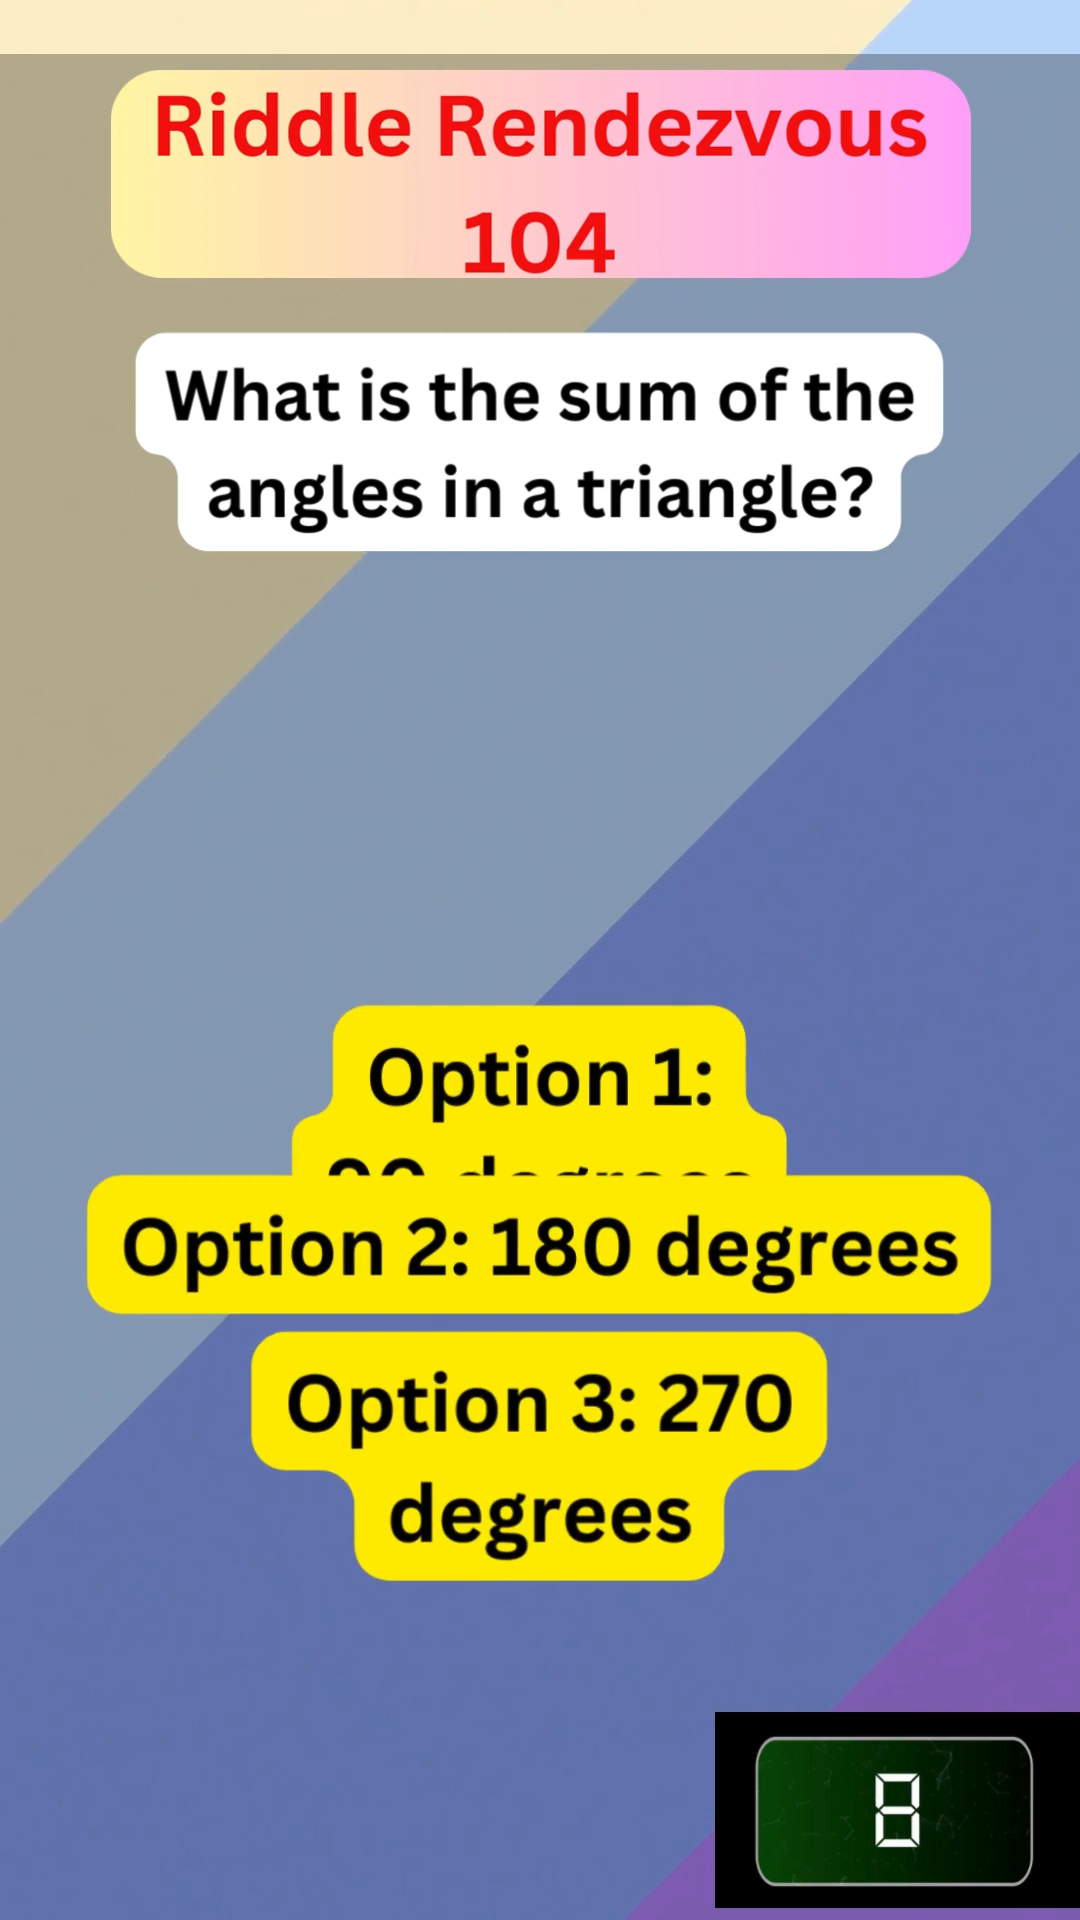 Riddle Rendezvous
104
What is the sum of the
angles in a triangle?
Option 1:
degrees
Option 2: 180 degrees
Option 3: 270
degrees
8